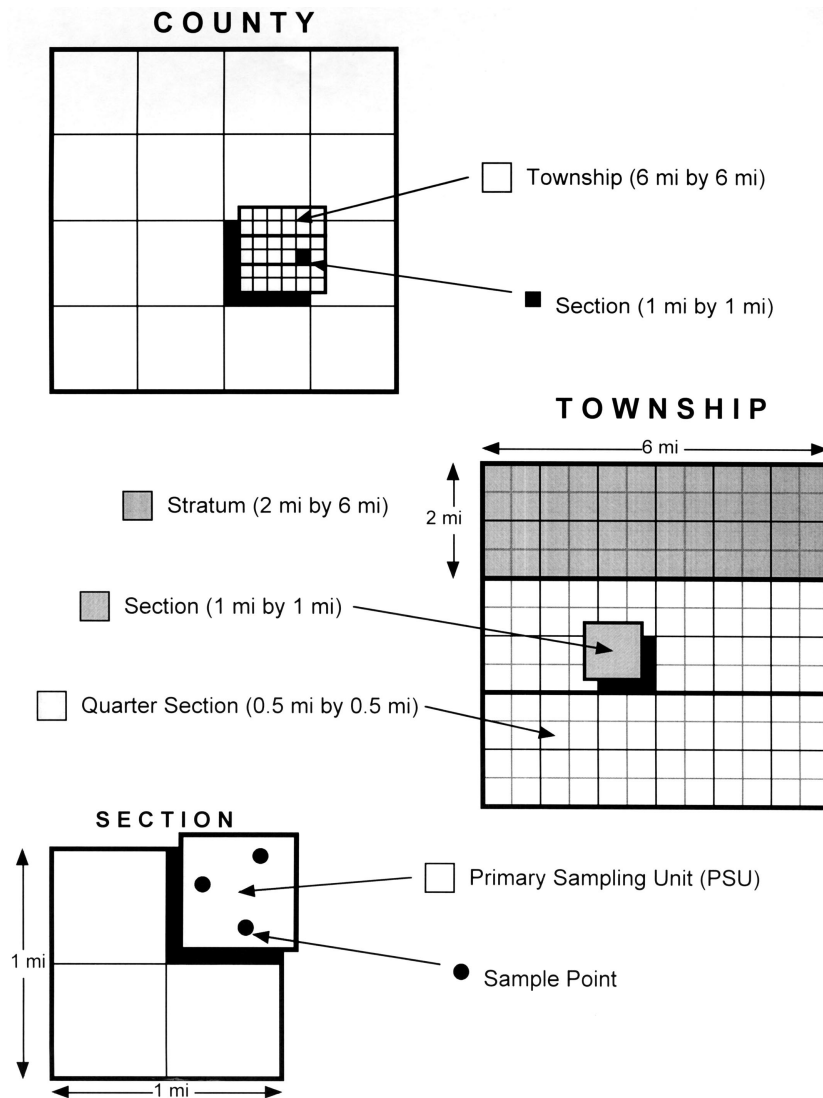 COUNTY
Township (6 mi by 6 mi)
Section (1 mi by 1 mi)
TOWNSHIP
6 mi
Stratum (2 mi by 6 mi)
2 mi
Section (1 mi by 1 mi)
Quarter Section (0.5 mi by 0.5 mi)
SECTION
Primary Sampling Unit (PSU)
1 mi
Sample Point
1 mi